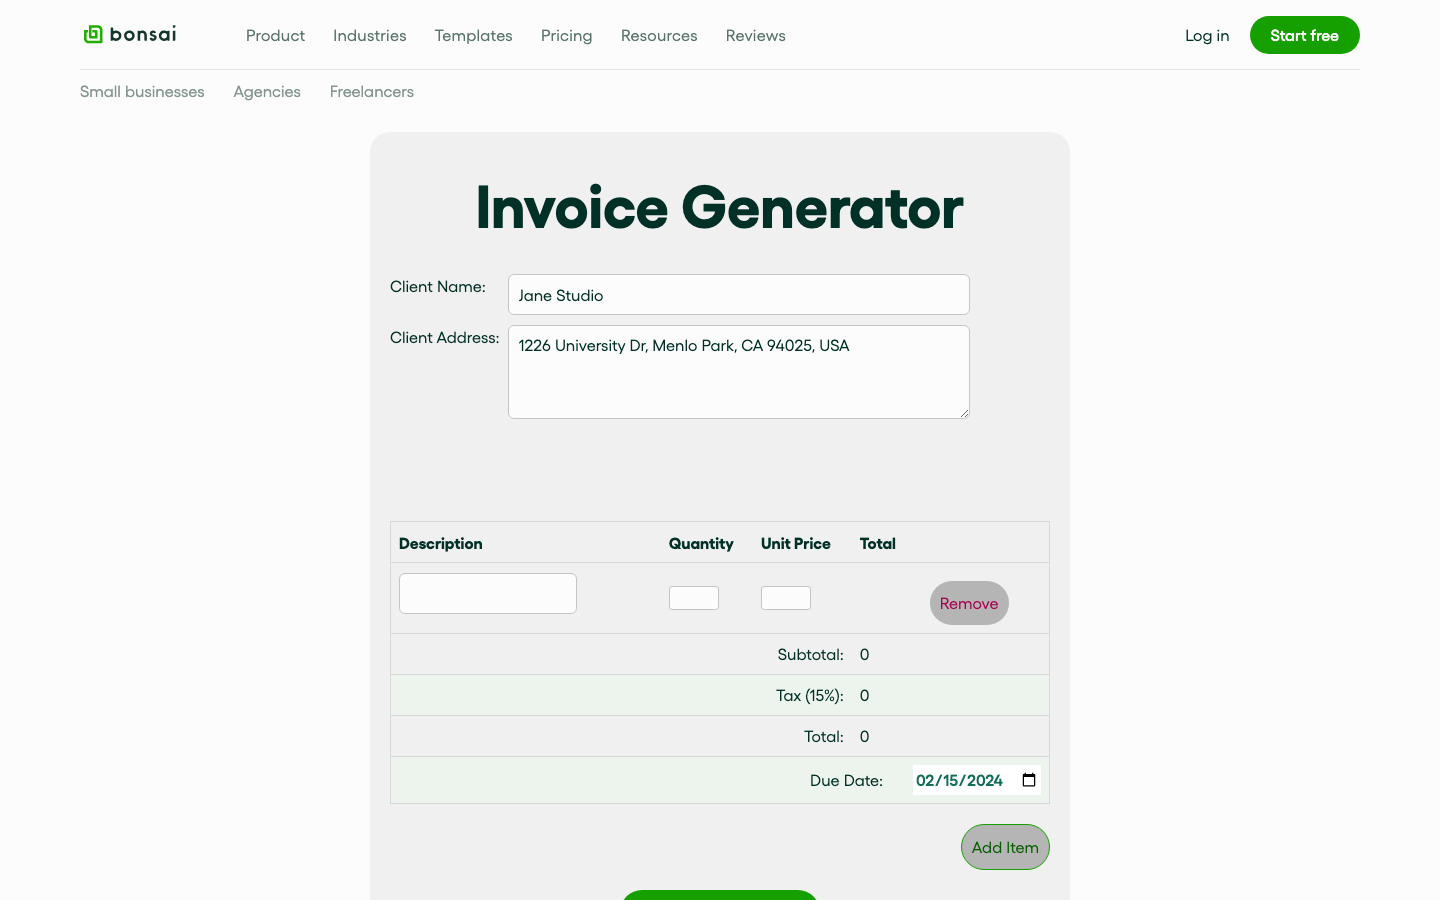 bonsai
Product Industries Templates Pricing Resources Reviews Log in Start free
Small businesses Agencies Freelancers
Invoice Generator
Client Name: Jane Studio
Client Address: 1226 University Dr, Menlo Park, CA 94025, USA
Description Quantity Unit Price Total
Remove
Subtotal: 0
Tax (15%): 0
Total: 0
Due Date: 02/15/2024
Add Item